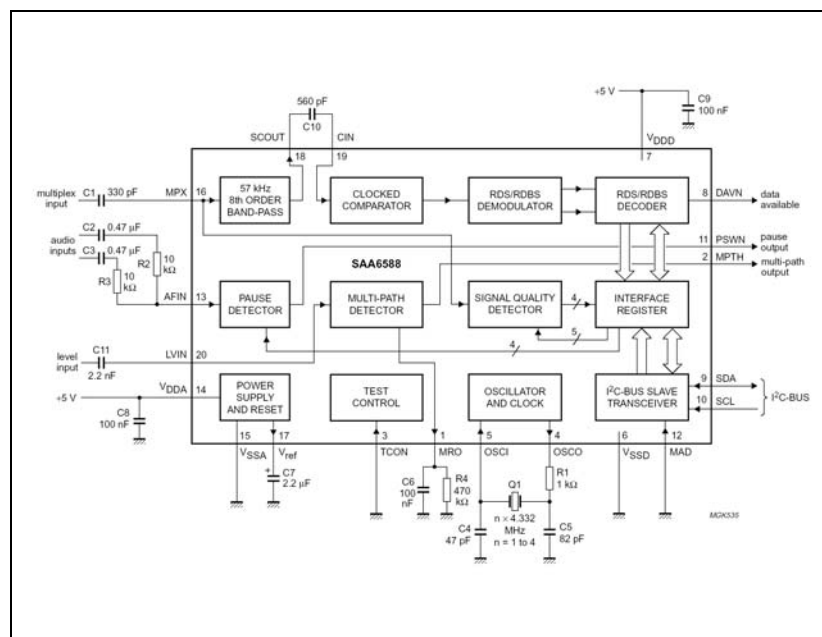 +5 V
C9
100 nF
560 pF
C10
SCOUT
CIN
18
19
VDDD
7
multiplex
input
C1
330 pF
MPX
16
57 kHz
8th ORDER
BAND-PASS
CLOCKED
COMPARATOR
RDS/RDBS
DEMODULATOR
RDS/RDBS
DECODER
8
DAVN
data
available
audio
inputs
C2
0.47 µF
C3
0.47 µF
R2
10
kΩ
R3
10
kΩ
11
PSWN
pause
output
2
MPTH
multi-path
output
SAA6588
AFIN
13
PAUSE
DETECTOR
MULTI-PATH
DETECTOR
SIGNAL QUALITY
DETECTOR
4
INTERFACE
REGISTER
5
4
level
input
C11
2.2 nF
LVIN
20
+5 V
VDDA
14
C8
100 nF
POWER
SUPPLY
AND RESET
TEST
CONTROL
OSCILLATOR
AND CLOCK
I²C-BUS SLAVE
TRANSCEIVER
9
SDA
10
SCL
I²C-BUS
15
VSSA
17
Vref
3
TCON
1
MRO
5
OSCI
4
OSCO
6
VSSD
12
MAD
+
C7
2.2 µF
C6
100
nF
R4
470
kΩ
R1
1 kΩ
Q1
n × 4.332
MHz
n = 1 to 4
C4
47 pF
C5
82 pF
MGK535